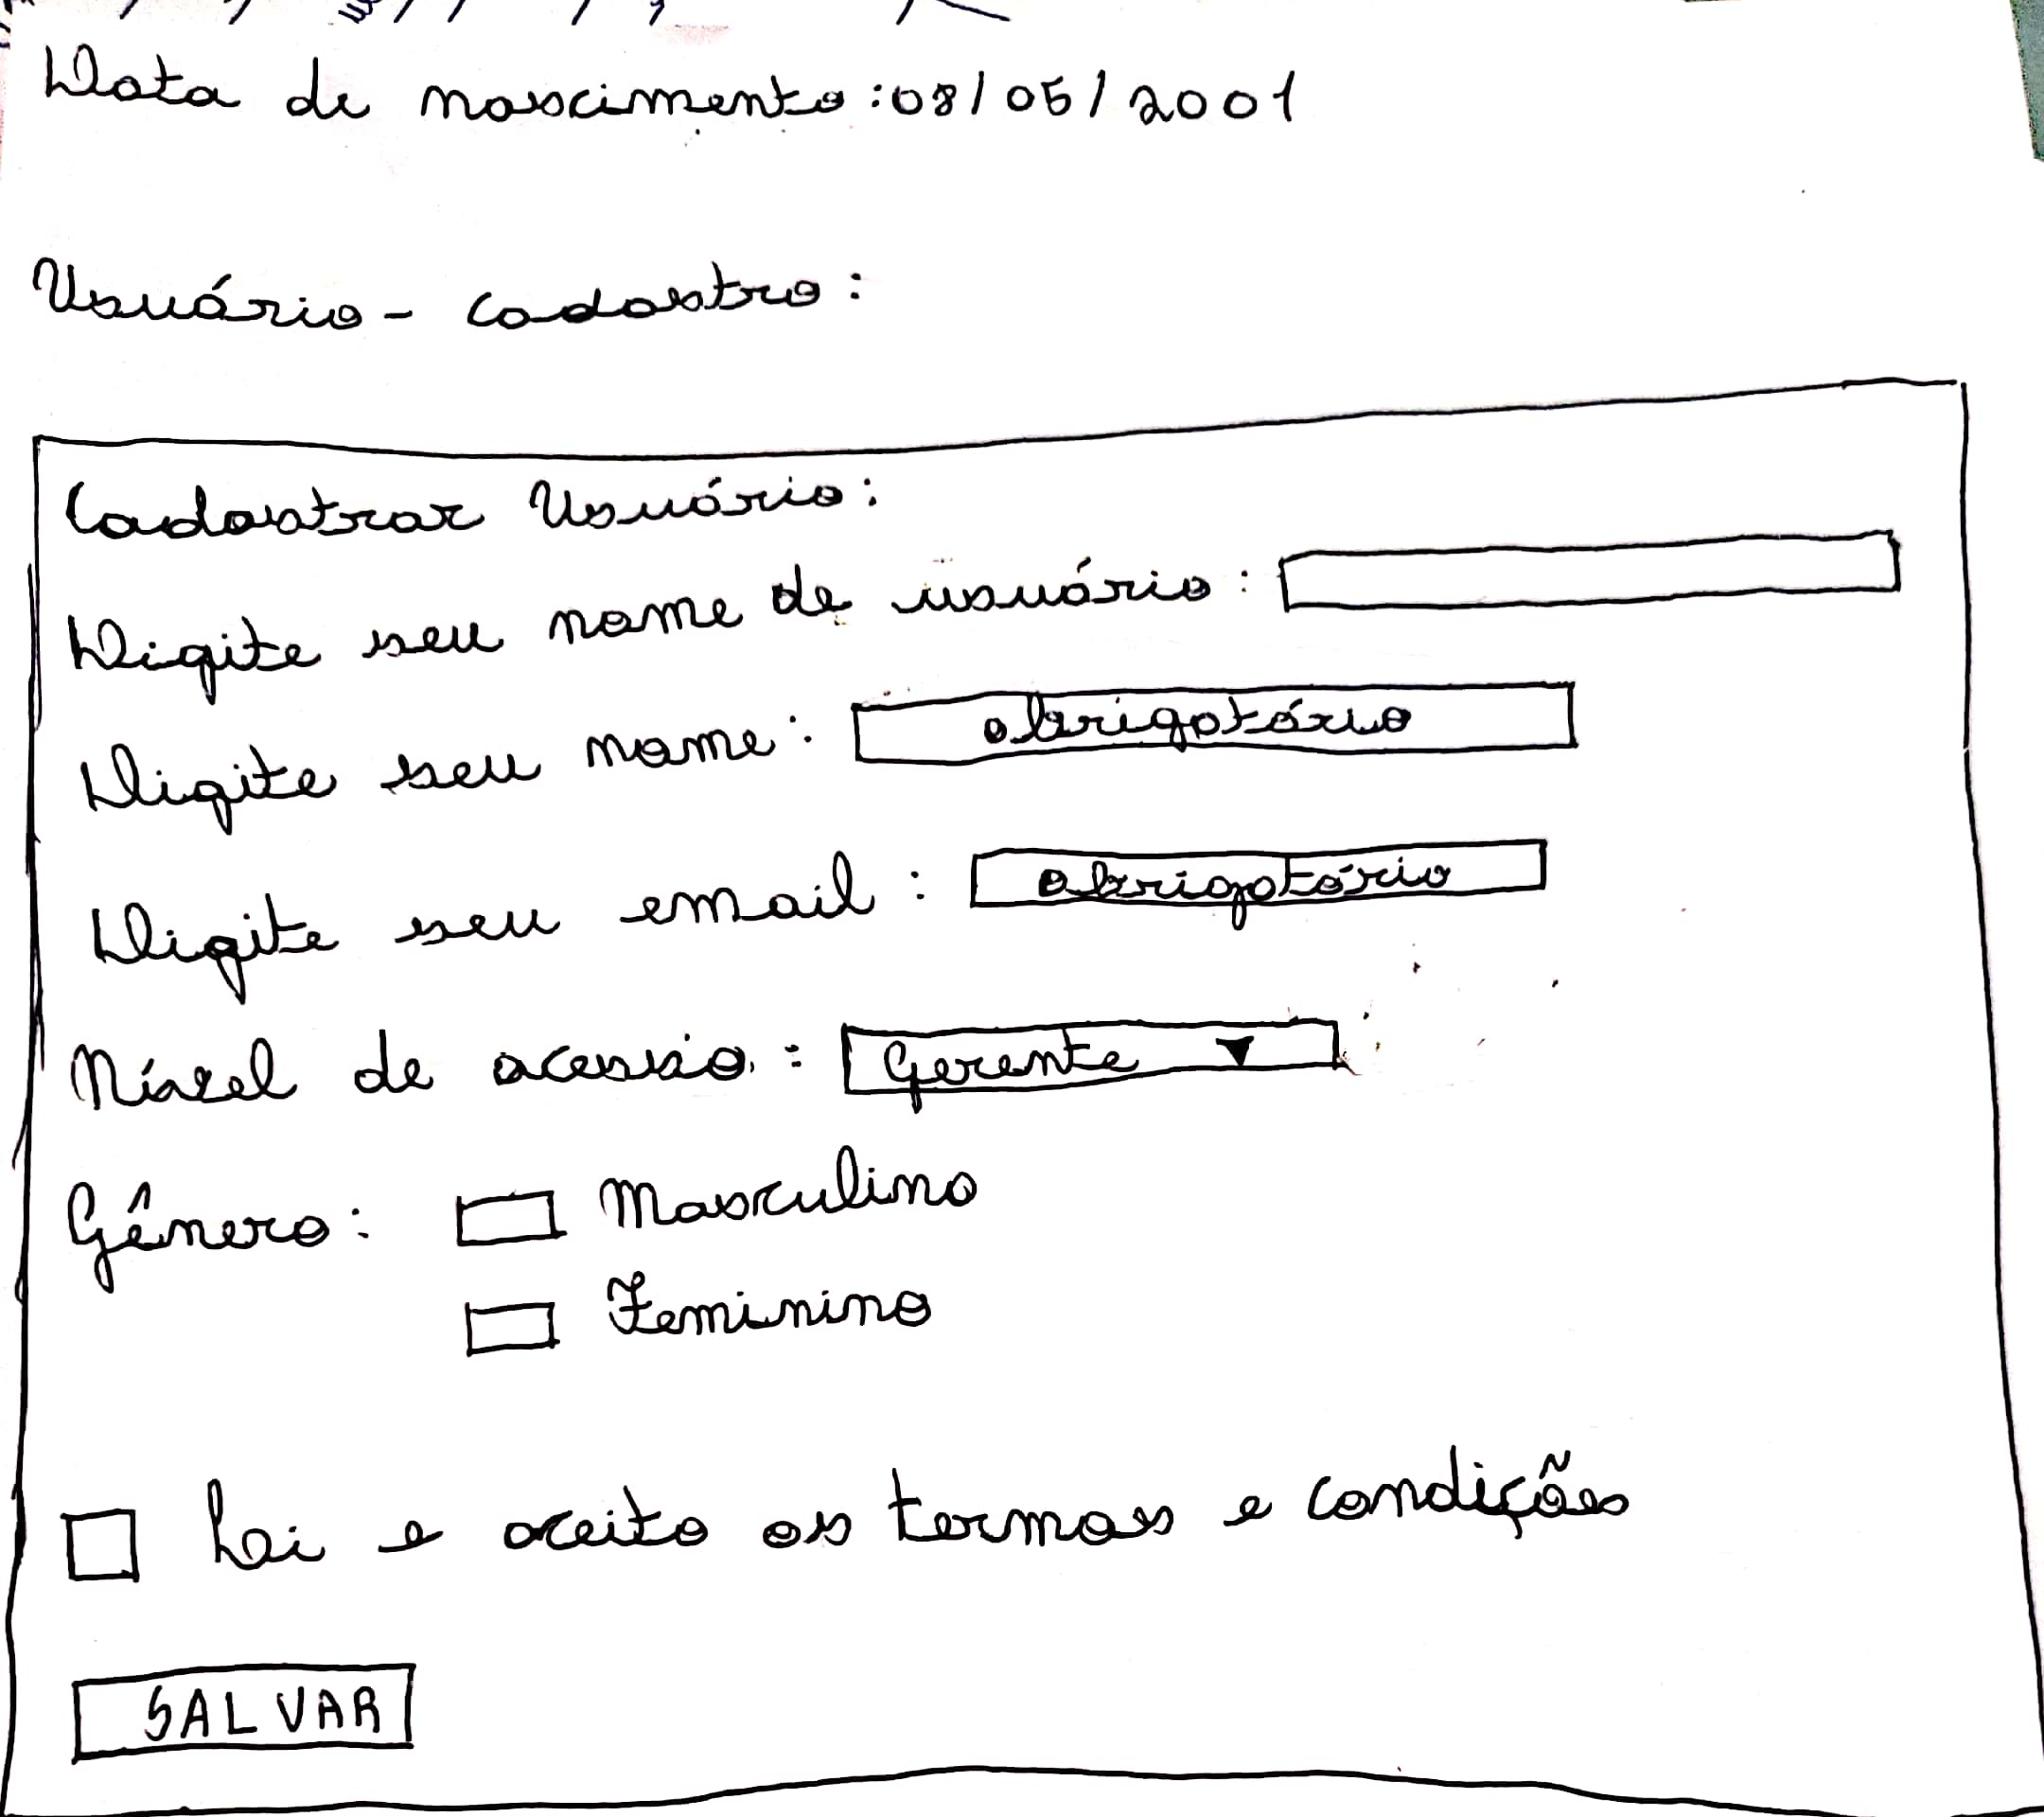 Data de nascimento: 08/05/2001
Usuário - cadastro:
Cadastrar Usuário:
Digite seu nome de usuário:
Digite seu nome: obrigatório
Digite seu email: obrigatório
Nível de acesso: Gerente ▼
Gênero: Masculino
Feminino
Lei e aceito os termos e condições
SALVAR